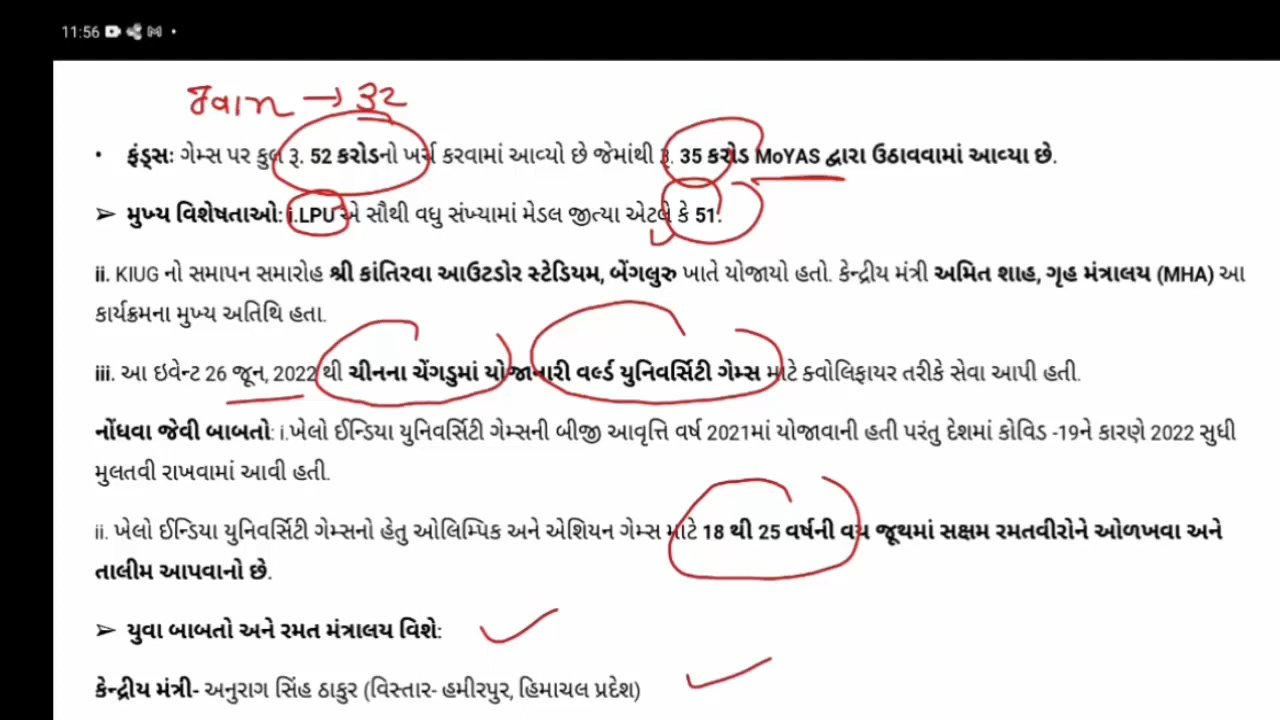 11:56
Jain → 32
• ફંડ્સ: ગેમ્સ પર કુલ રૂ. 52 કરોડનો ખર્ચ કરવામાં આવ્યો છે જેમાંથી રૂ. 35 કરોડ MoYAS દ્વારા ઉઠાવવામાં આવ્યા છે.
➢ મુખ્ય વિશેષતાઓ: i.LPU એ સૌથી વધુ સંખ્યામાં મેડલ જીત્યા એટલે કે 51.
ii. KIUG નો સમાપન સમારોહ શ્રી કાંતિરવા આઉટડોર સ્ટેડિયમ, બેંગલુરુ ખાતે યોજાયો હતો. કેન્દ્રીય મંત્રી અમિત શાહ, ગૃહ મંત્રાલય (MHA) આ
કાર્યક્રમના મુખ્ય અતિથિ હતા.
iii. આ ઇવેન્ટ 26 જૂન, 2022 થી ચીનના ચેંગડુમાં યોજાનારી વર્લ્ડ યુનિવર્સિટી ગેમ્સ માટે ક્વોલિફાયર તરીકે સેવા આપી હતી.
નોંધવા જેવી બાબતો: i.ખેલો ઈન્ડિયા યુનિવર્સિટી ગેમ્સની બીજી આવૃત્તિ વર્ષ 2021માં યોજાવાની હતી પરંતુ દેશમાં કોવિડ -19ને કારણે 2022 સુધી
મુલતવી રાખવામાં આવી હતી.
ii. ખેલો ઈન્ડિયા યુનિવર્સિટી ગેમ્સનો હેતુ ઓલિમ્પિક અને એશિયન ગેમ્સ માટે 18 થી 25 વર્ષની વય જૂથમાં સક્ષમ રમતવીરોને ઓળખવા અને
તાલીમ આપવાનો છે.
➢ યુવા બાબતો અને રમત મંત્રાલય વિશે:
કેન્દ્રીય મંત્રી- અનુરાગ સિંહ ઠાકુર (વિસ્તાર- હમીરપુર, હિમાચલ પ્રદેશ)